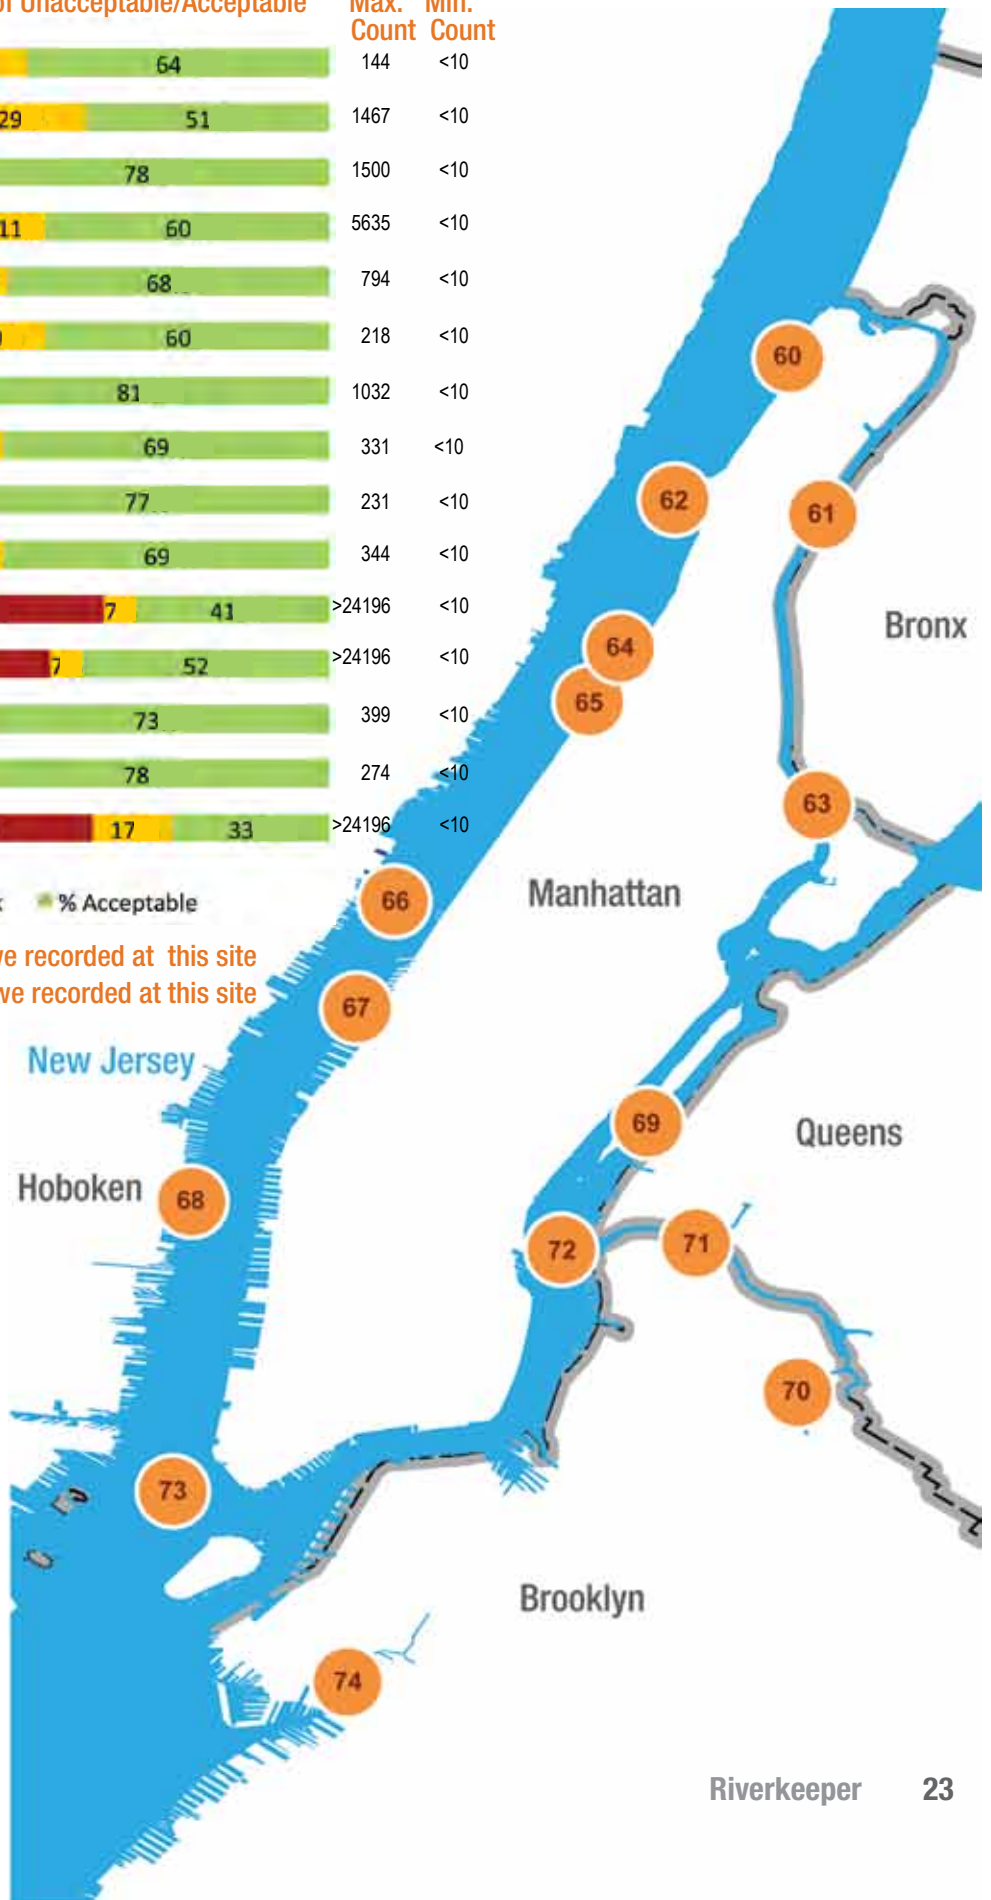 of Unacceptable/Acceptable Max. Min.
Count Count
64 144 <10
29 51 1467 <10
78 1500 <10
11 60 5635 <10
68 794 <10
60 218 <10
81 1032 <10
69 331 <10
77 231 <10
69 344 <10
7 41 >24196 <10
7 52 >24196 <10
73 399 <10
78 274 <10
17 33 >24196 <10
% Acceptable
ve recorded at this site
we recorded at this site
60
62
61
Bronx
64
65
63
Manhattan
66
67
New Jersey
69
Queens
Hoboken
68
72
71
70
73
Brooklyn
74
Riverkeeper 23